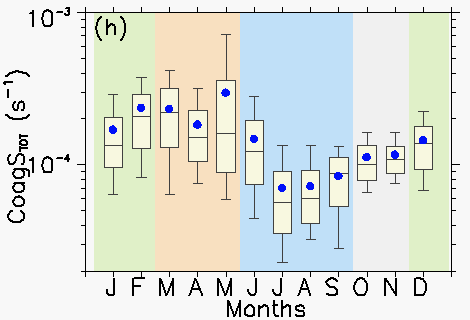 (h)
10⁻³
10⁻⁴
CoagS_TOT (s⁻¹)
J F M A M J J A S O N D
Months